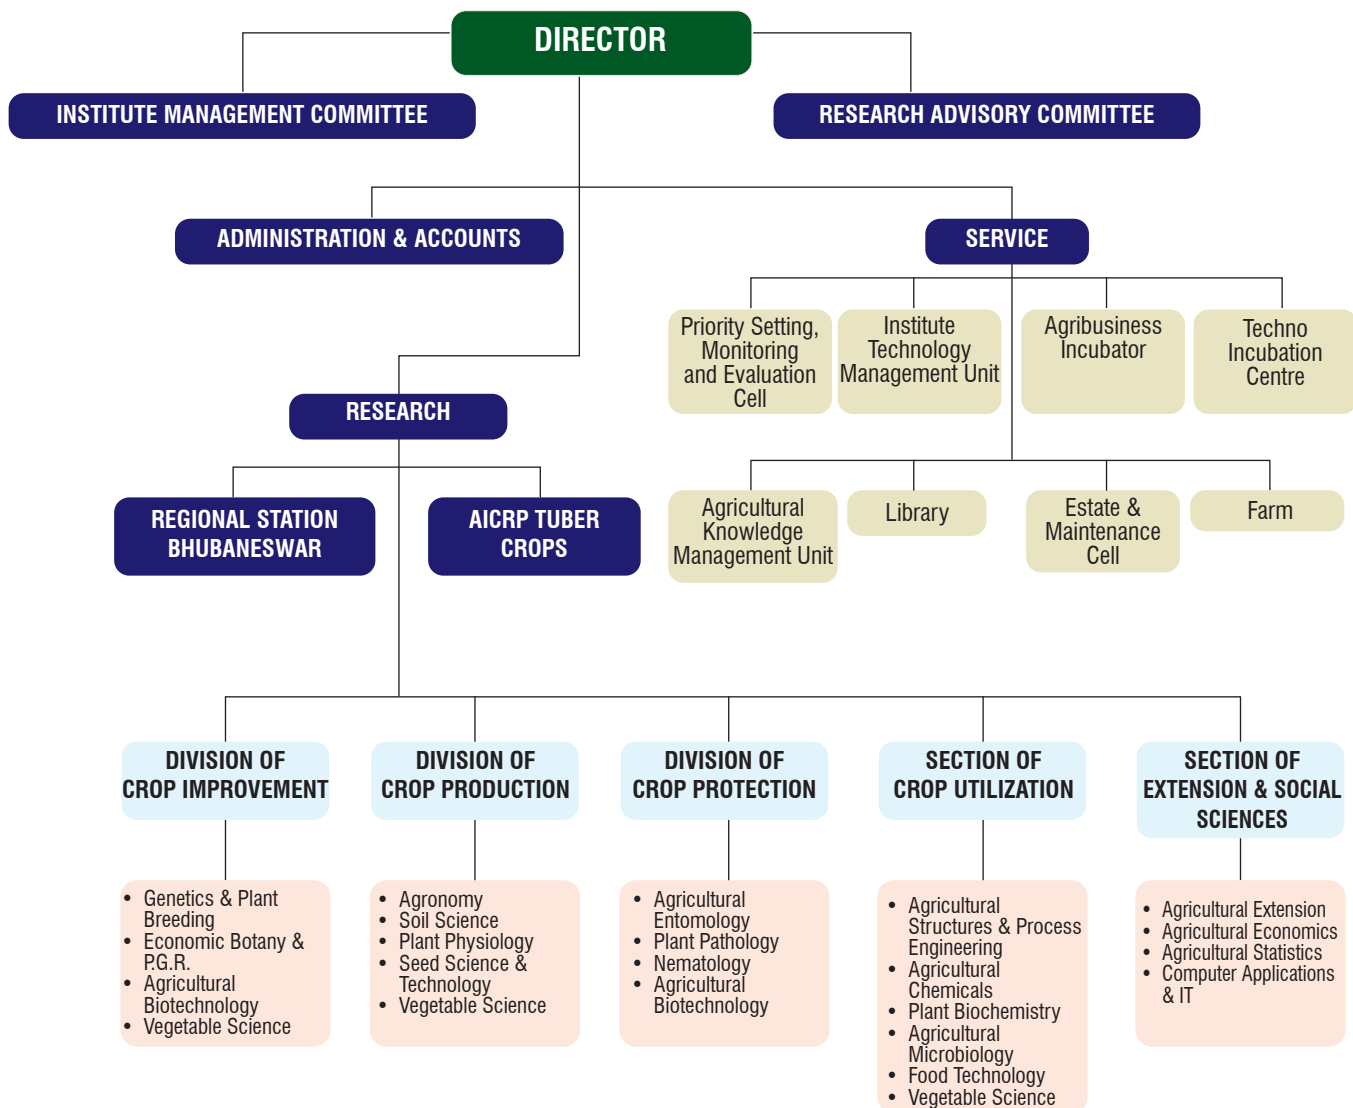 DIRECTOR
INSTITUTE MANAGEMENT COMMITTEE
RESEARCH ADVISORY COMMITTEE
ADMINISTRATION & ACCOUNTS
SERVICE
Priority Setting,
Monitoring
and Evaluation
Cell
Institute
Technology
Management Unit
Agribusiness
Incubator
Techno
Incubation
Centre
RESEARCH
REGIONAL STATION
BHUBANESWAR
AICRP TUBER
CROPS
Agricultural
Knowledge
Management Unit
Library
Estate &
Maintenance
Cell
Farm
DIVISION OF
CROP IMPROVEMENT
DIVISION OF
CROP PRODUCTION
DIVISION OF
CROP PROTECTION
SECTION OF
CROP UTILIZATION
SECTION OF
EXTENSION & SOCIAL
SCIENCES
• Genetics & Plant
Breeding
• Economic Botany &
P.G.R.
• Agricultural
Biotechnology
• Vegetable Science
• Agronomy
• Soil Science
• Plant Physiology
• Seed Science &
Technology
• Vegetable Science
• Agricultural
Entomology
• Plant Pathology
• Nematology
• Agricultural
Biotechnology
• Agricultural
Structures & Process
Engineering
• Agricultural
Chemicals
• Plant Biochemistry
• Agricultural
Microbiology
• Food Technology
• Vegetable Science
• Agricultural Extension
• Agricultural Economics
• Agricultural Statistics
• Computer Applications
& IT